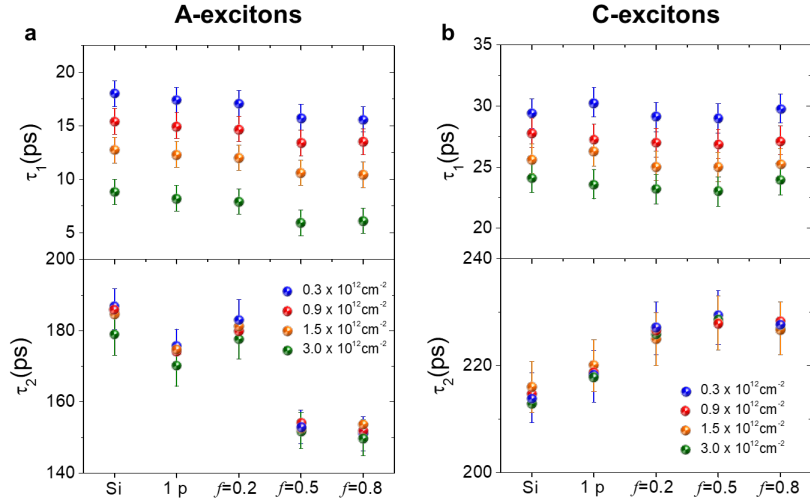 A-excitons
C-excitons
a
b
τ1(ps)
20
15
10
5
200
τ2(ps)
180
160
140
0.3 x 10^12cm^-2
0.9 x 10^12cm^-2
1.5 x 10^12cm^-2
3.0 x 10^12cm^-2
Si
1 p
f=0.2
f=0.5
f=0.8
τ1(ps)
35
30
25
20
240
τ2(ps)
220
200
0.3 x 10^12cm^-2
0.9 x 10^12cm^-2
1.5 x 10^12cm^-2
3.0 x 10^12cm^-2
Si
1 p
f=0.2
f=0.5
f=0.8